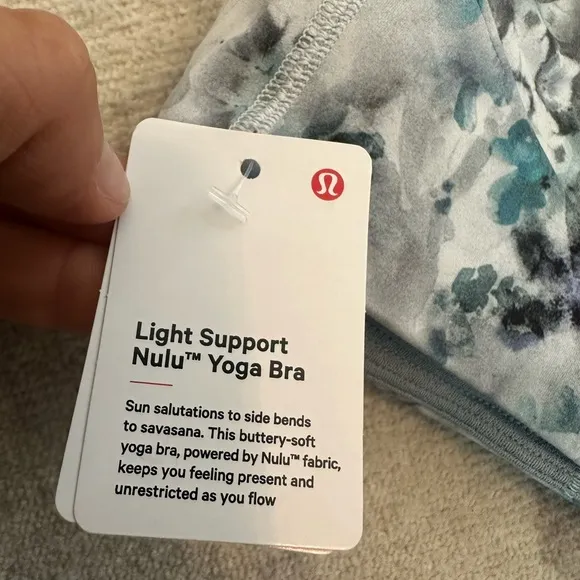 Light Support
Nulu™ Yoga Bra
Sun salutations to side bends
to savasana. This buttery-soft
yoga bra, powered by Nulu™ fabric,
keeps you feeling present and
unrestricted as you flow